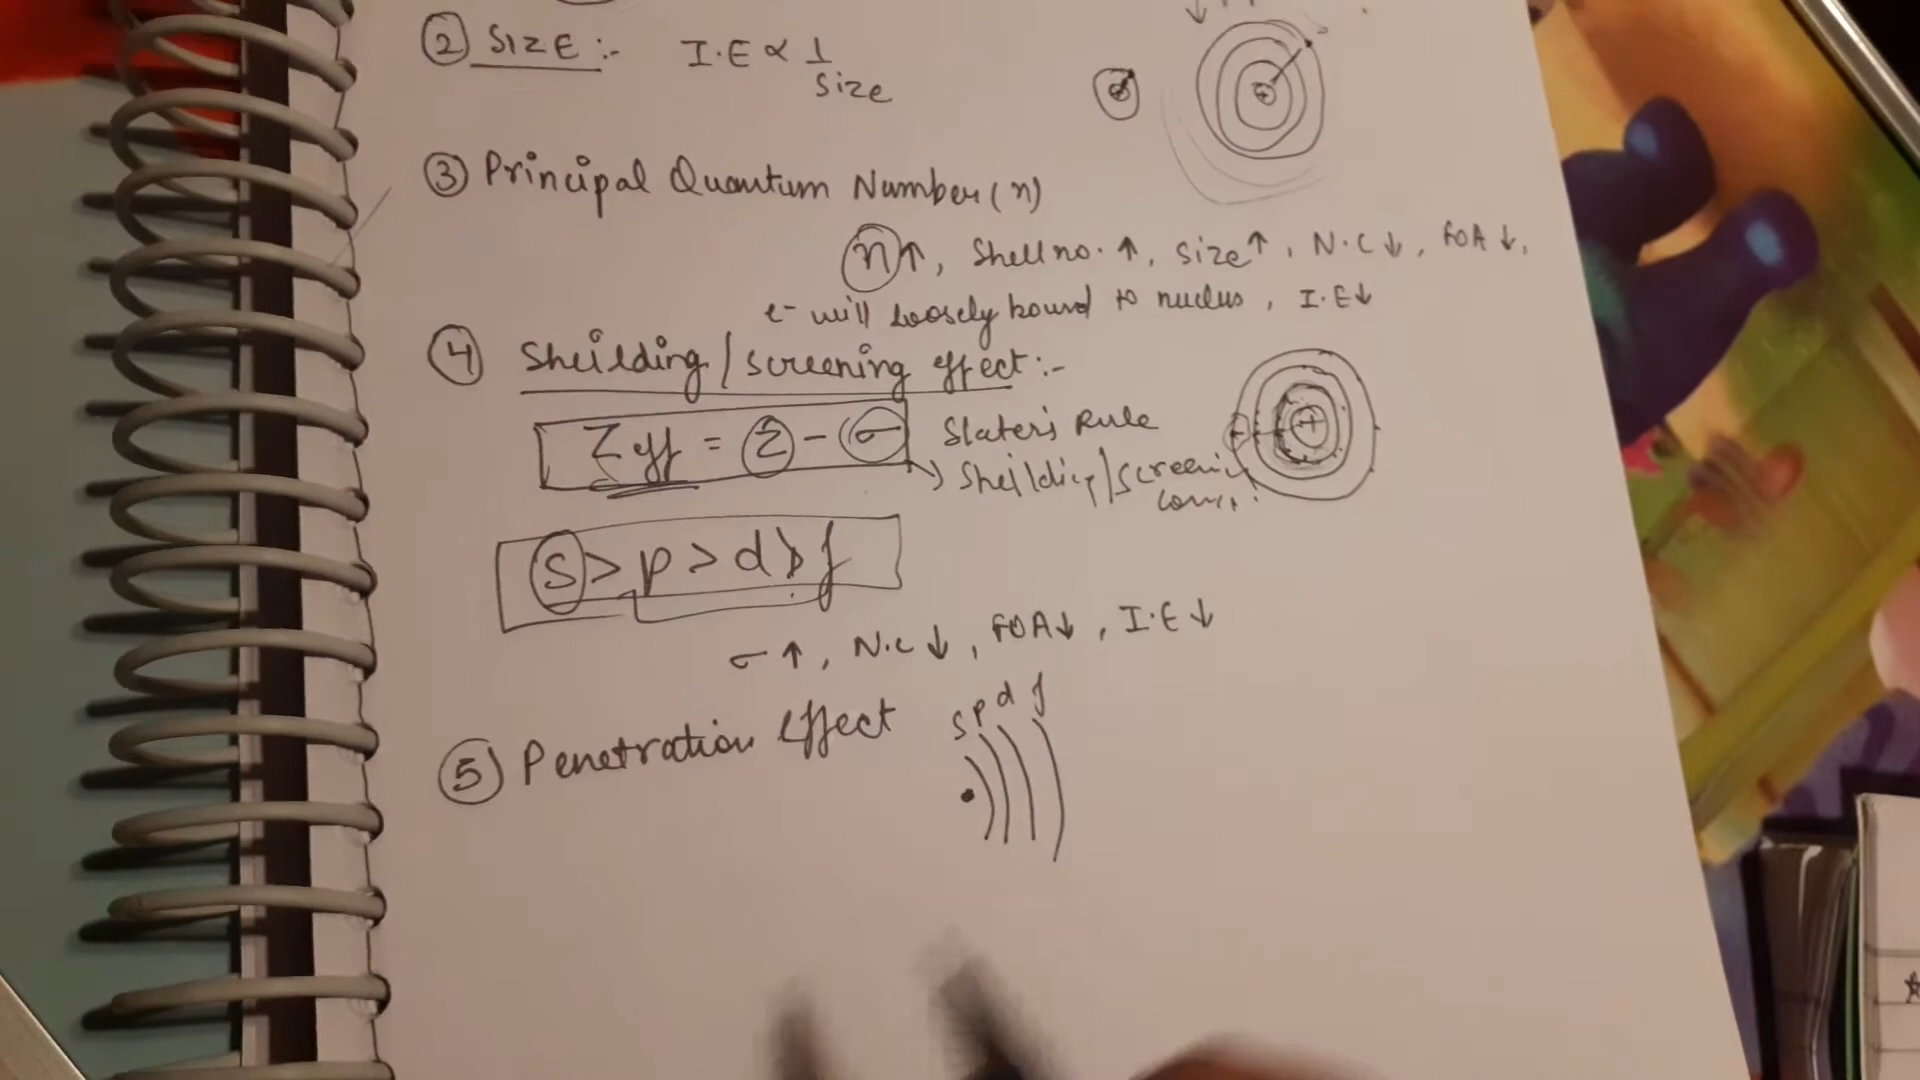 ② SIZE :- I.E ∝ 1
size
③ Principal Quantum Number (n)
n↑, Shell no. ↑, size↑, N.C↓, FOA↓,
e- will loosely bound to nucleus, I.E↓
④ Sheilding / screening effect :-
Zeff = Z - σ Slater's Rule
→ Sheilding/screening
s > p > d > f
σ ↑, N.C ↓, FOA↓, I.E ↓
⑤ Penetration Effect s p d f